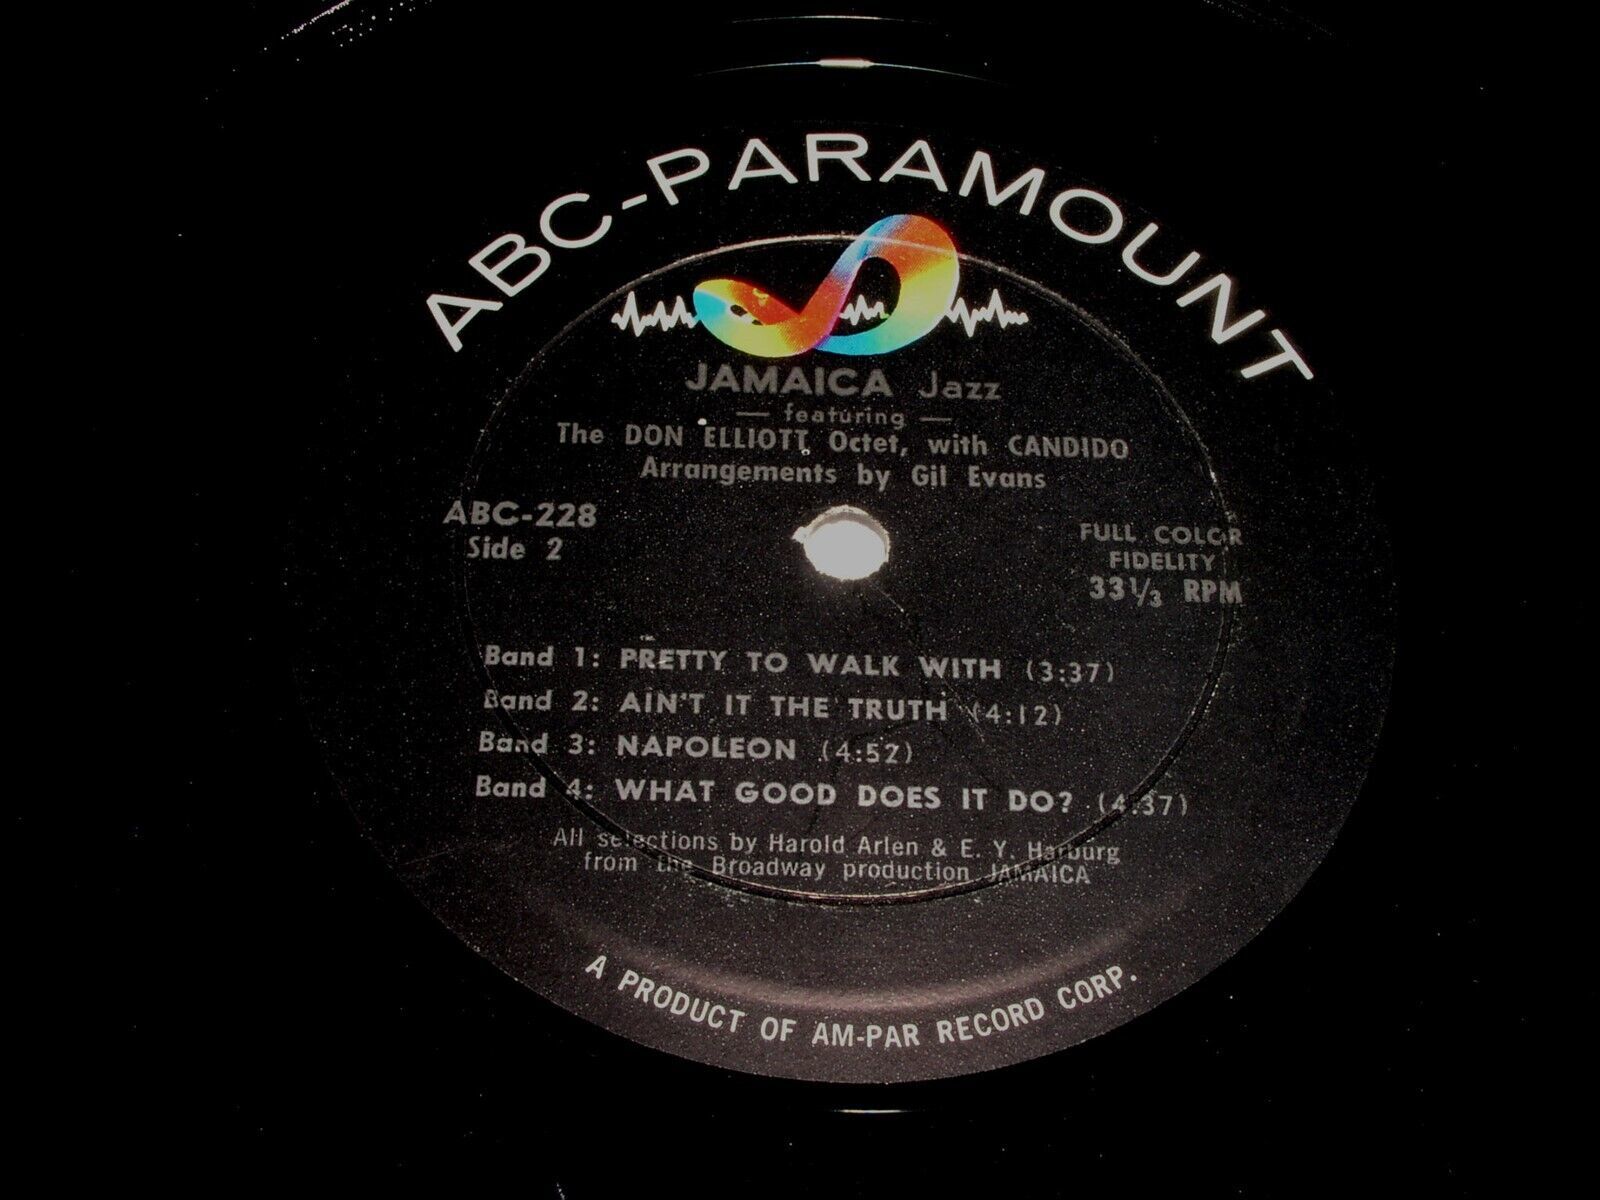 ABC-PARAMOUNT
JAMAICA Jazz
— featuring —
The DON ELLIOTT Octet, with CANDIDO
Arrangements by Gil Evans
ABC-228
Side 2
FULL COLOR
FIDELITY
33 1/3 RPM
Band 1: PRETTY TO WALK WITH (3:37)
Band 2: AIN'T IT THE TRUTH (4:12)
Band 3: NAPOLEON (4:52)
Band 4: WHAT GOOD DOES IT DO? (4:37)
All selections by Harold Arlen & E. Y. Harburg
from the Broadway production JAMAICA
A PRODUCT OF AM-PAR RECORD CORP.